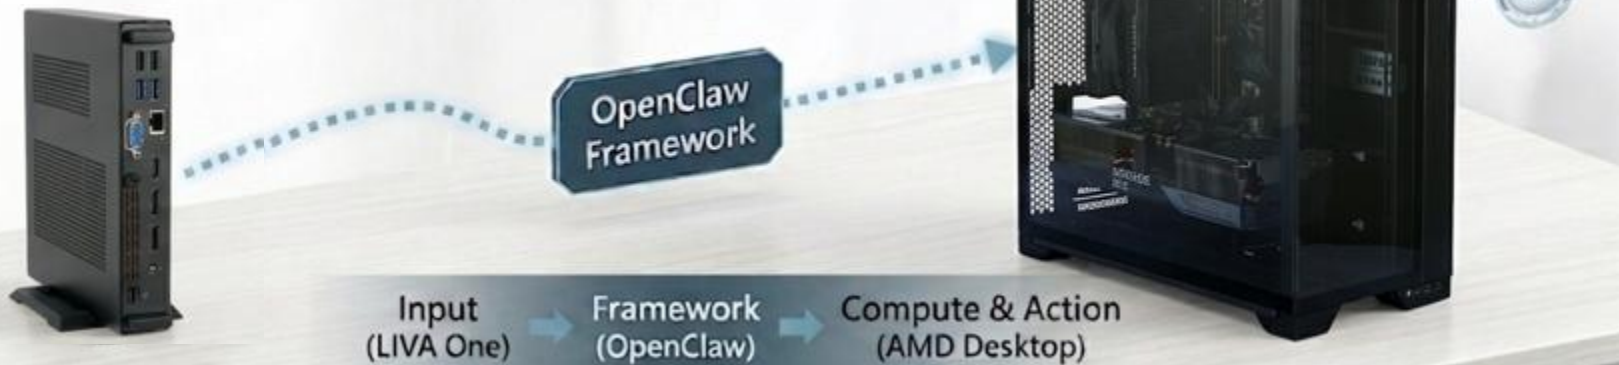 OpenClaw
Framework
Input
(LIVA One)
Framework
(OpenClaw)
Compute & Action
(AMD Desktop)